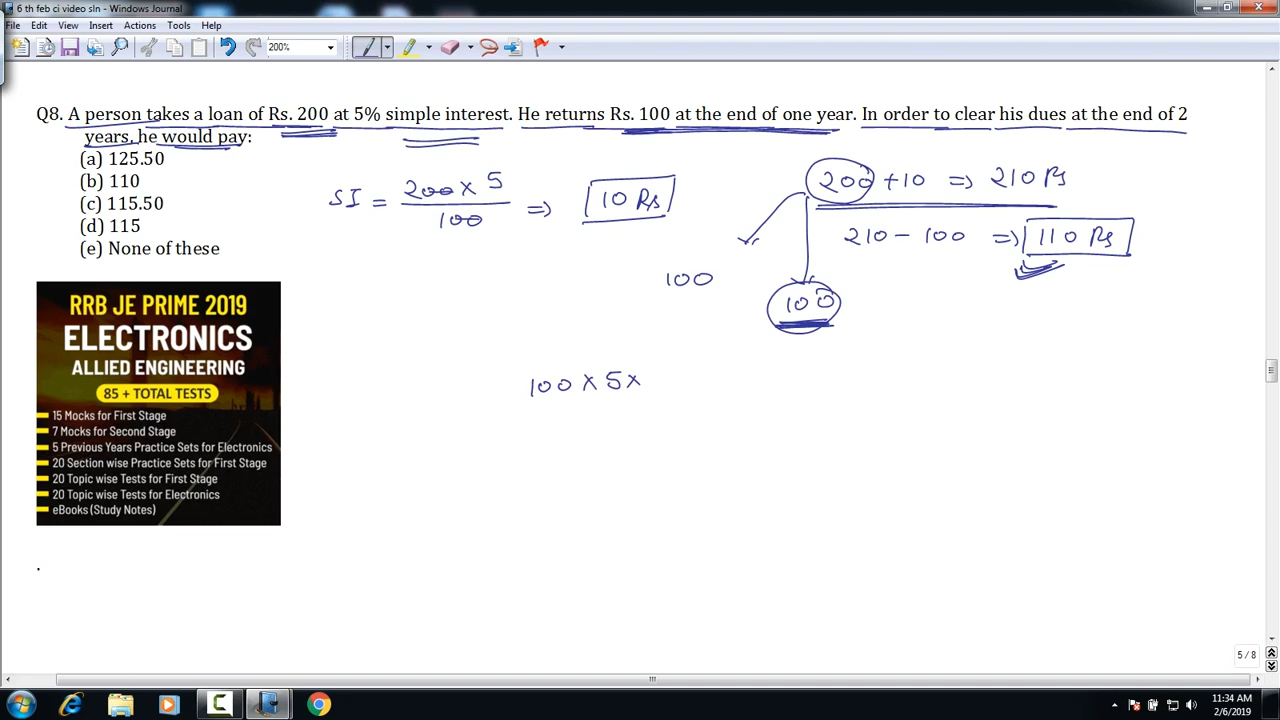 6 th feb ci video sln - Windows Journal
File Edit View Insert Actions Tools Help
200%
Q8. A person takes a loan of Rs. 200 at 5% simple interest. He returns Rs. 100 at the end of one year. In order to clear his dues at the end of 2
years, he would pay:
(a) 125.50
(b) 110
(c) 115.50
(d) 115
(e) None of these
SI = 200 × 5 / 100 ⇒ 10 Rs
200 + 10 ⇒ 210 Rs
210 - 100 ⇒ 110 Rs
100
100
100 × 5 ×
RRB JE PRIME 2019
ELECTRONICS
ALLIED ENGINEERING
85 + TOTAL TESTS
15 Mocks for First Stage
7 Mocks for Second Stage
5 Previous Years Practice Sets for Electronics
20 Section wise Practice Sets for First Stage
20 Topic wise Tests for First Stage
20 Topic wise Tests for Electronics
eBooks (Study Notes)
.
5 / 8
11:34 AM
2/6/2019